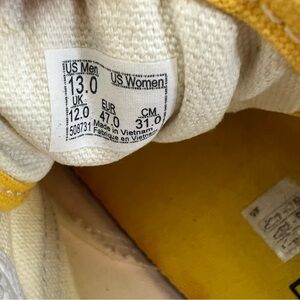 US Men US Women
13.0
UK EUR CM
12.0 47.0 31.0
508731 Made in Vietnam
Fabriqué en Vietnam